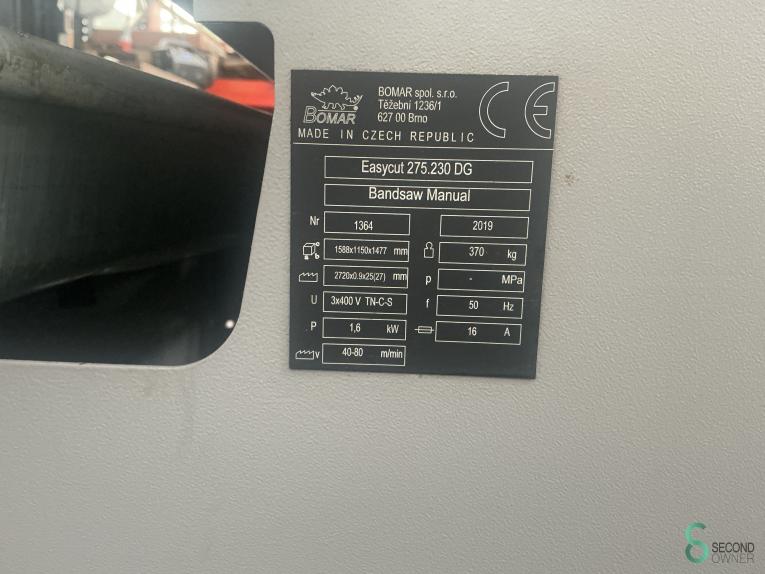 BOMAR spol. s.r.o.
Těžební 1236/1
627 00 Brno
BOMAR
CE
MADE IN CZECH REPUBLIC
Easycut 275.230 DG
Bandsaw Manual
Nr 1364 2019
1588x1150x1477 mm 370 kg
2720x0.9x25(27) mm p - MPa
U 3x400 V TN-C-S f 50 Hz
P 1,6 kW 16 A
v 40-80 m/min
SECOND
OWNER